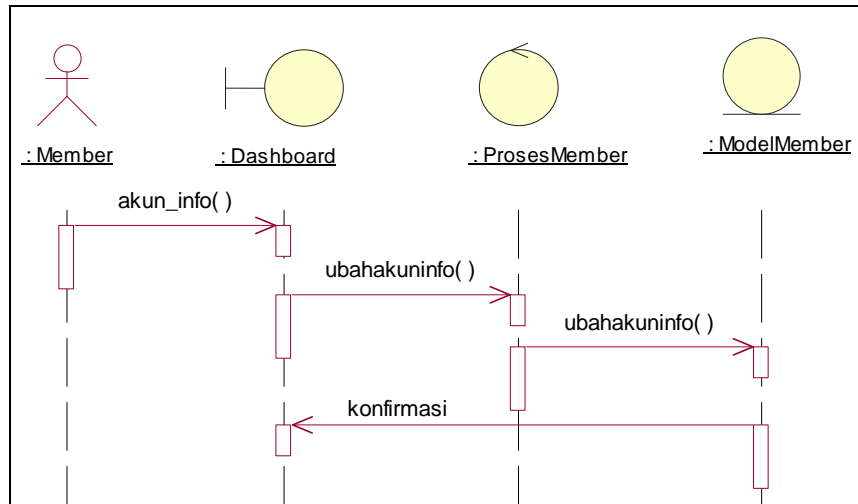 : Member
: Dashboard
: ProsesMember
: ModelMember
akun_info( )
ubahakuninfo( )
ubahakuninfo( )
konfirmasi